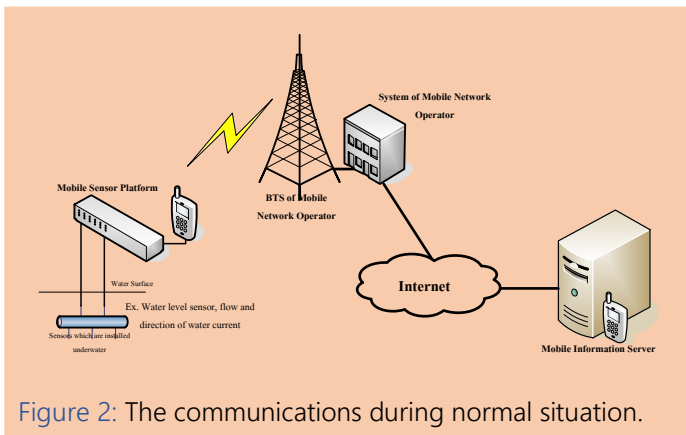 System of Mobile Network
Operator
Mobile Sensor Platform
BTS of Mobile
Network Operator
Water Surface
Internet
Ex. Water level sensor, flow and
direction of water current
Sensors which are installed
underwater
Mobile Information Server
Figure 2: The communications during normal situation.